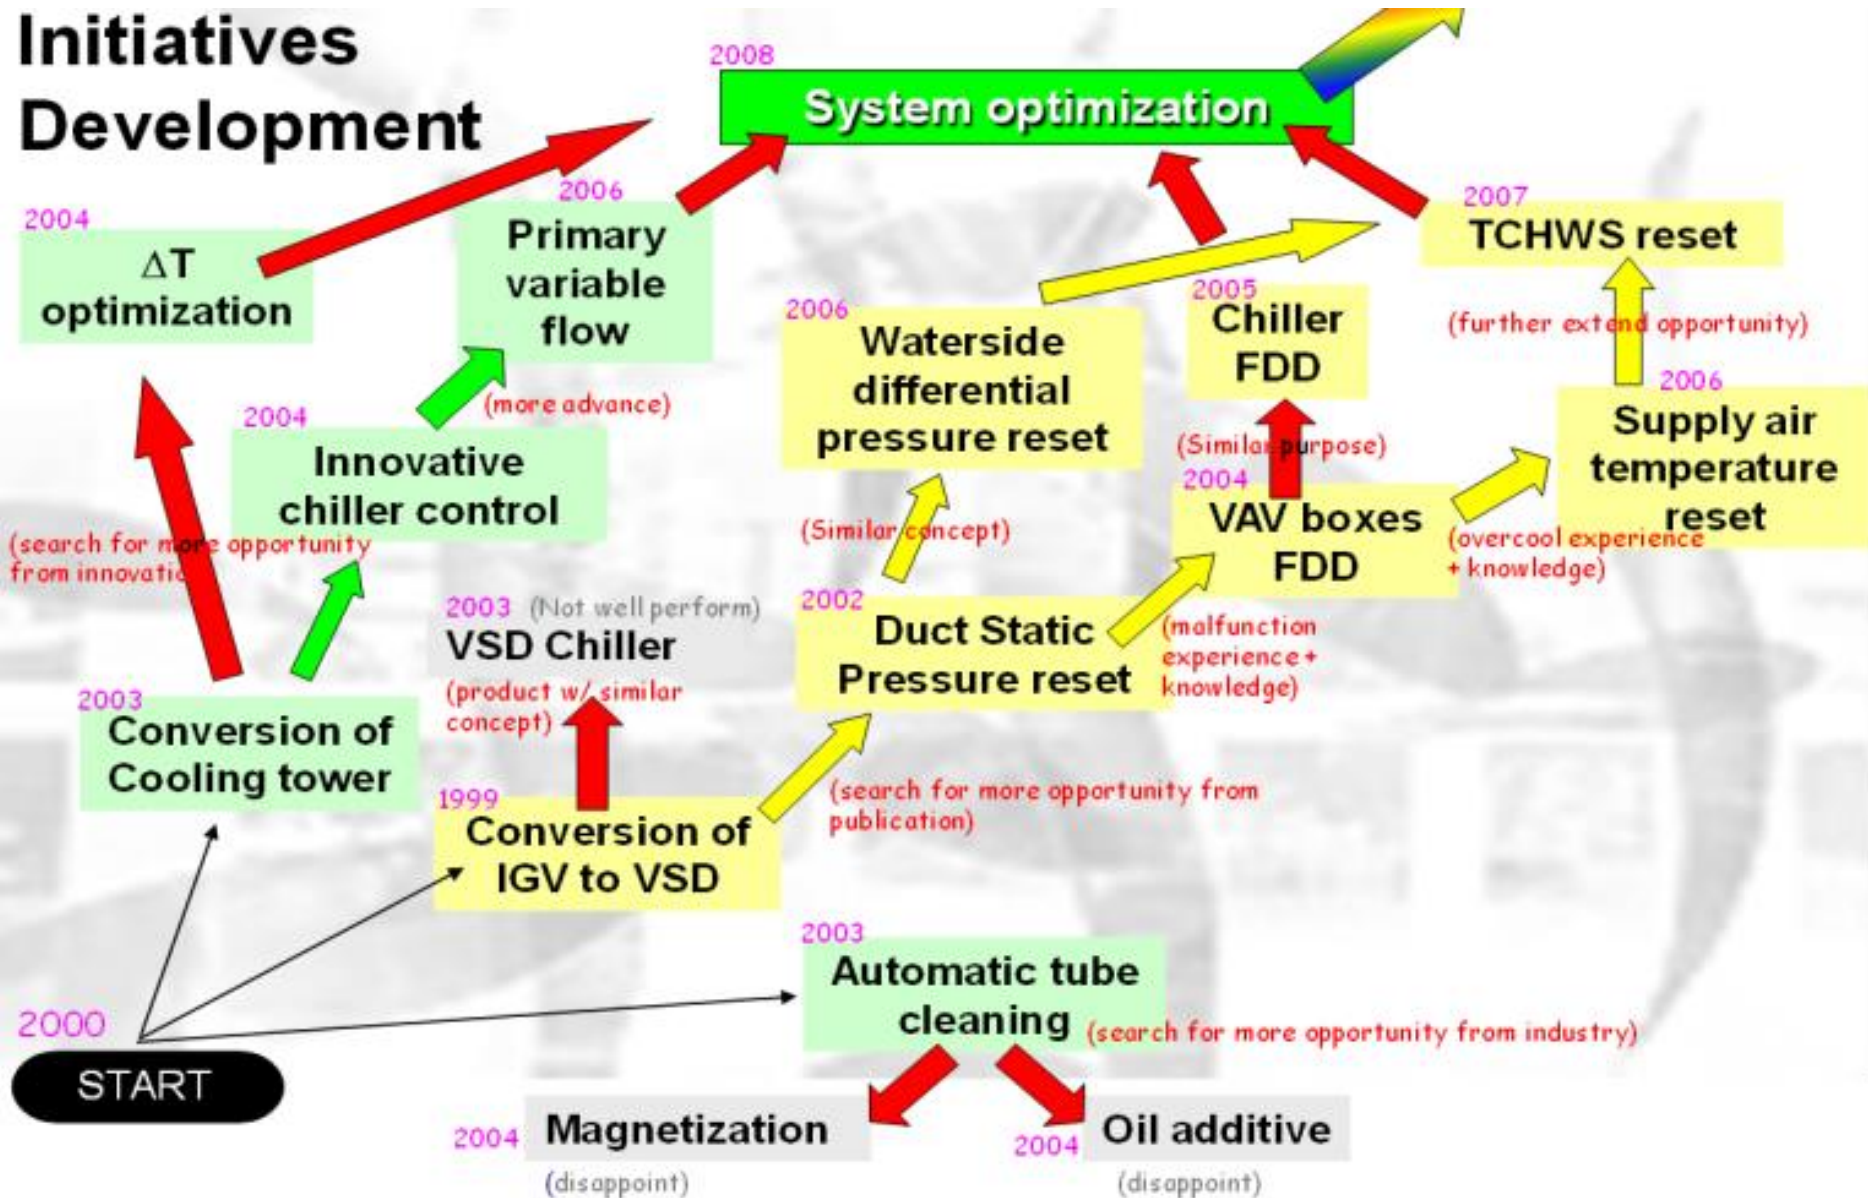 Initiatives
Development
2008
System optimization
2004
ΔT
optimization
2006
Primary
variable
flow
2007
TCHWS reset
2006
Waterside
differential
pressure reset
2005
Chiller
FDD
(further extend opportunity)
2006
Supply air
temperature
reset
(more advance)
2004
Innovative
chiller control
(Similar purpose)
2004
VAV boxes
FDD
(overcool experience
+ knowledge)
(search for more opportunity
from innovation
(Similar concept)
2003 (Not well perform)
VSD Chiller
(product w/ similar
concept)
2002
Duct Static
Pressure reset
(malfunction
experience +
knowledge)
2003
Conversion of
Cooling tower
1999
Conversion of
IGV to VSD
(search for more opportunity from
publication)
2003
Automatic tube
cleaning
(search for more opportunity from industry)
2000
START
2004
Magnetization
(disappoint)
2004
Oil additive
(disappoint)